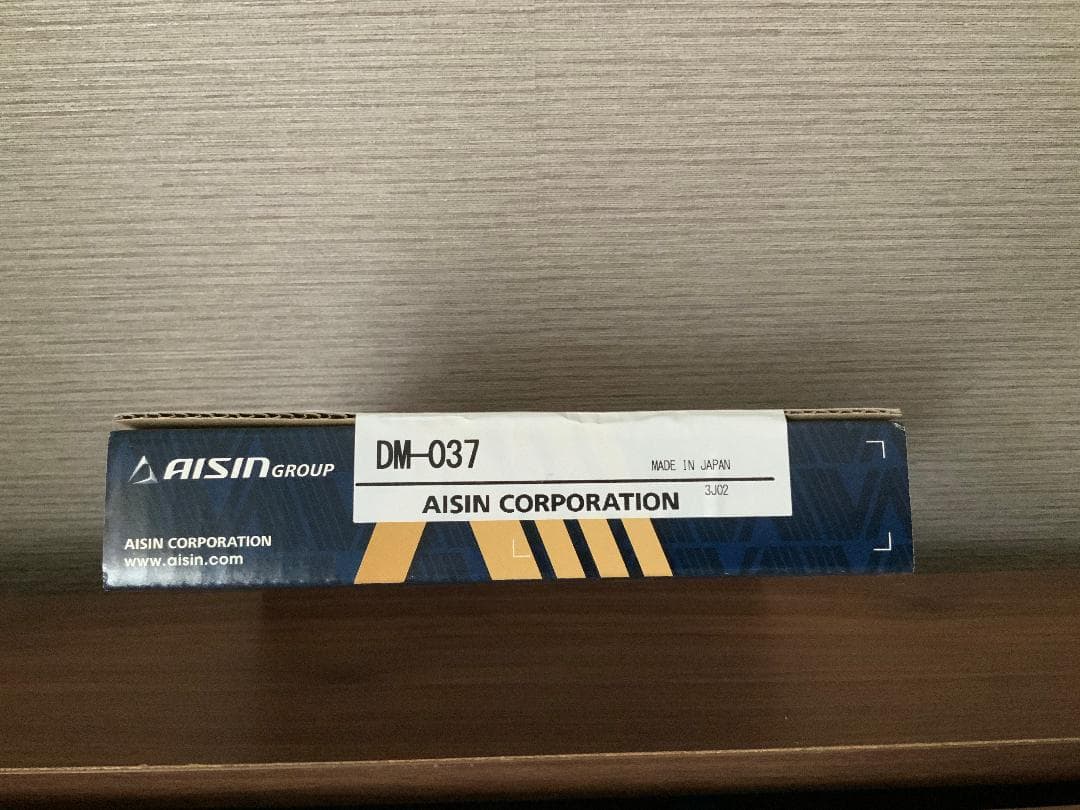 AISIN GROUP
AISIN CORPORATION
www.aisin.com
DM-037
MADE IN JAPAN
AISIN CORPORATION
3J02